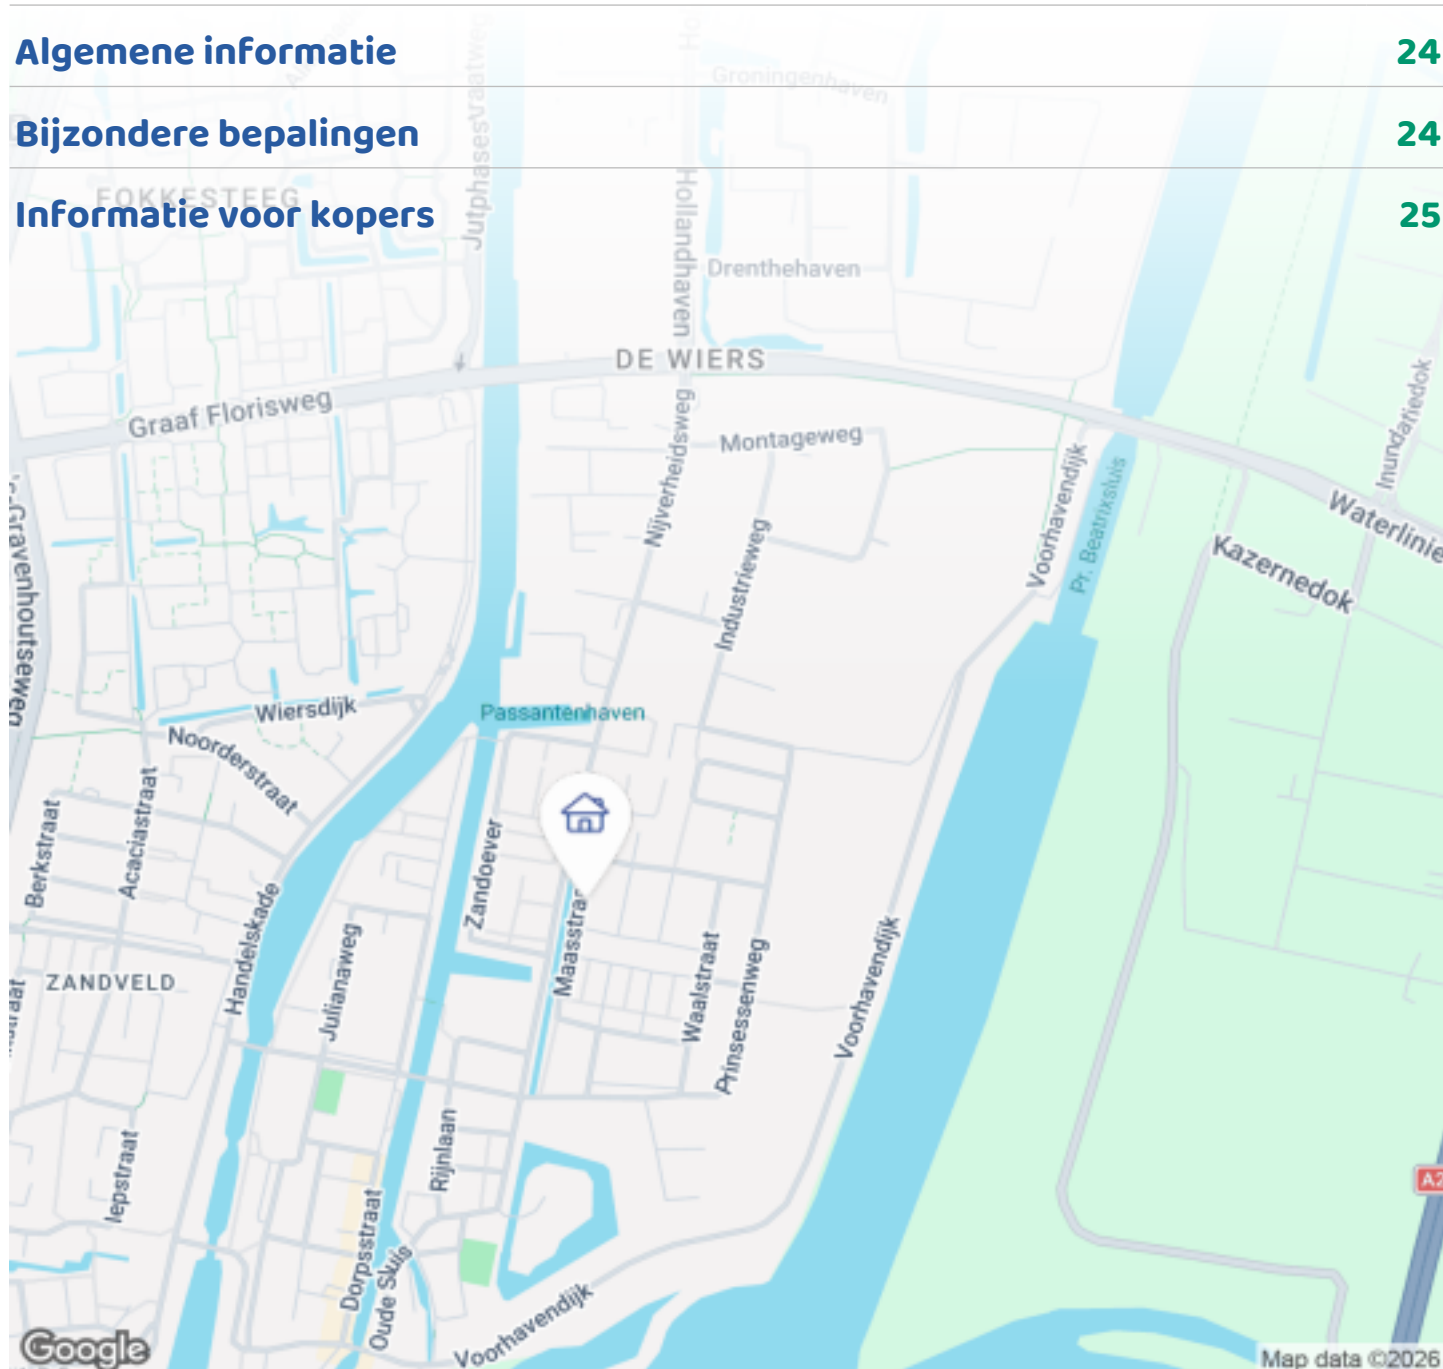 Algemene informatie 24
Bijzondere bepalingen 24
Informatie voor kopers 25
Groningenhaven
Jutphasestraatweg
FOKKESTEEG
Hollandhaven
Drenthehaven
DE WIERS
Graaf Florisweg
Montageweg
Nijverheidsweg
Industrieweg
Voorhavendijk
Pr. Beatrixsluis
Inundatiedok
Waterlinie
Kazernedok
's-Gravenhoutseweg
Wiersdijk
Passantenhaven
Noorderstraat
Berkstraat
Acaciastraat
Zandoever
Maasstra
Handelskade
Julianaweg
Waalstraat
Prinsessenweg
Voorhavendijk
ZANDVELD
Rijnlaan
Iepstraat
Dorpsstraat
Oude Sluis
Voorhavendijk
A2
Google
Map data ©2026